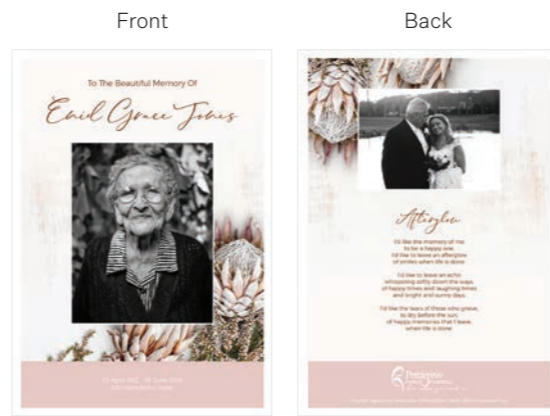 Front
Back
To The Beautiful Memory Of
Enid Grace Jones
Afterglow
I'd like the memory of me
to be a happy one,
I'd like to leave an afterglow
of smiles when life is done.
I'd like to leave an echo
whispering softly down the ways,
of happy times and laughing times
and bright and sunny days.
I'd like the tears of those who grieve,
to dry before the sun,
of happy memories that I leave,
when life is done
Pettigrew